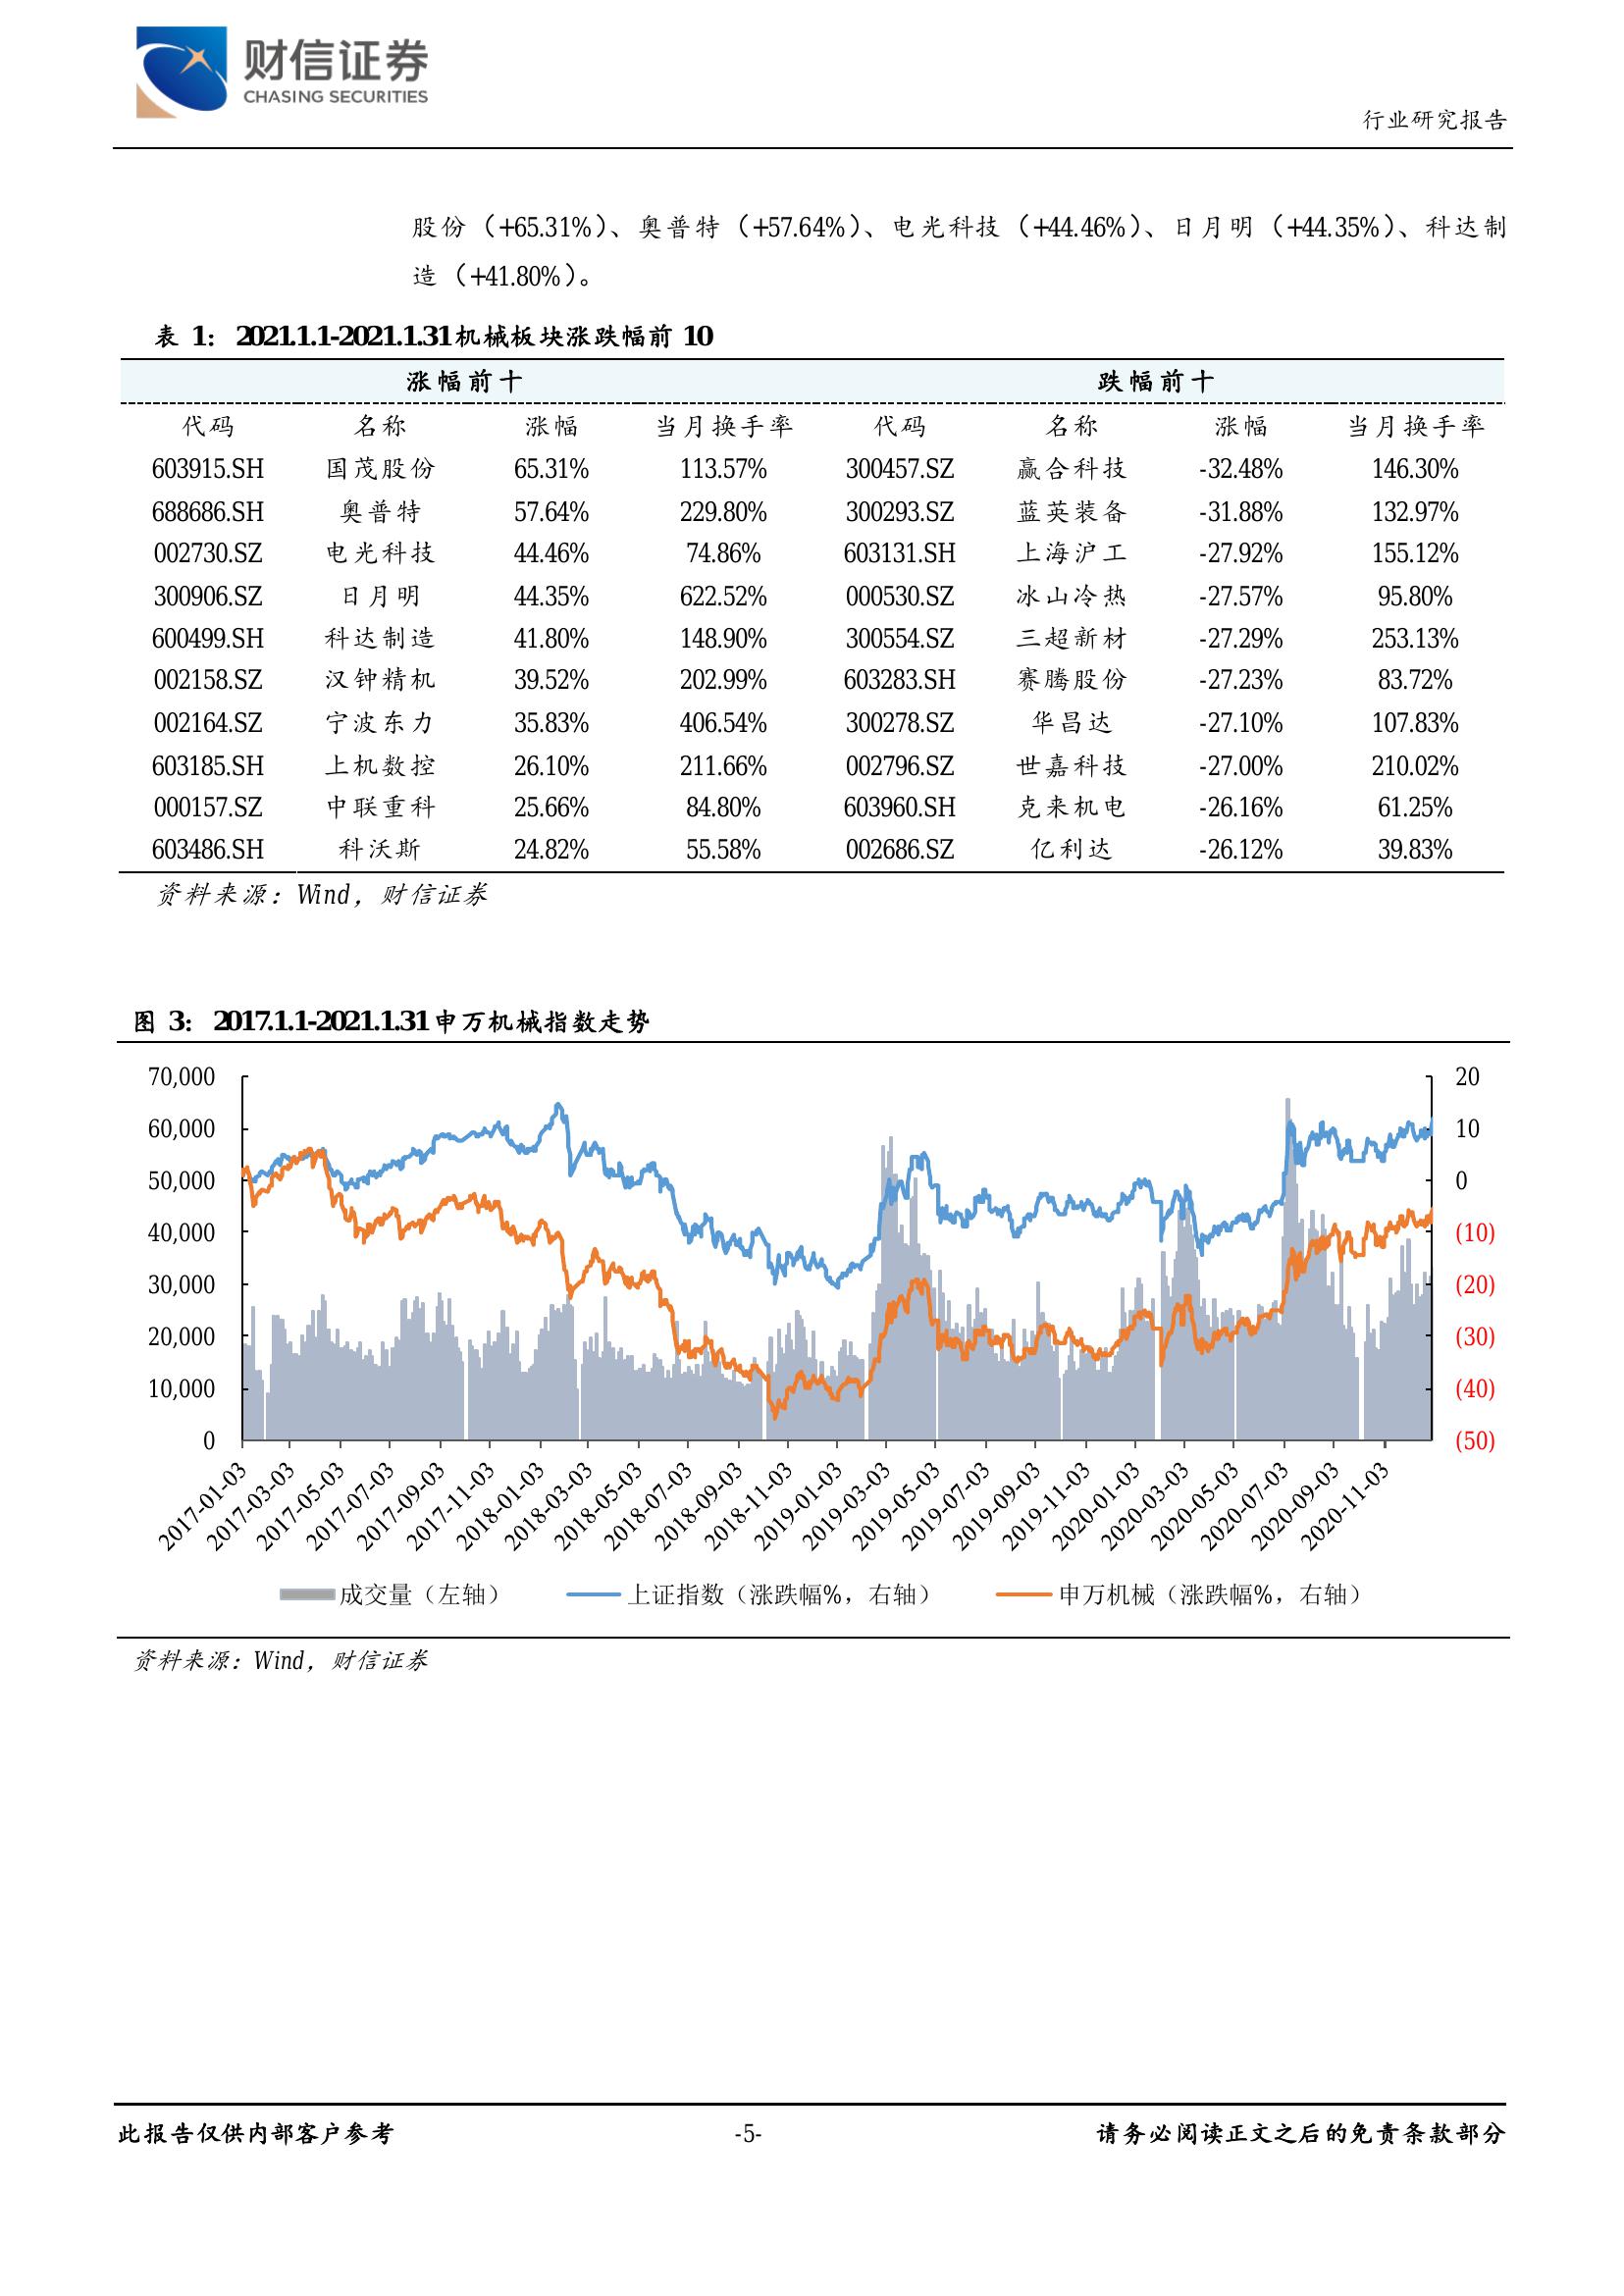 财信证券
CHASING SECURITIES
行业研究报告
股份（+65.31%）、奥普特（+57.64%）、电光科技（+44.46%）、日月明（+44.35%）、科达制
造（+41.80%）。
表 1： 2021.1.1-2021.1.31机械板块涨跌幅前 10
涨幅前十 跌幅前十
代码 名称 涨幅 当月换手率 代码 名称 涨幅 当月换手率
603915.SH 国茂股份 65.31% 113.57% 300457.SZ 赢合科技 -32.48% 146.30%
688686.SH 奥普特 57.64% 229.80% 300293.SZ 蓝英装备 -31.88% 132.97%
002730.SZ 电光科技 44.46% 74.86% 603131.SH 上海沪工 -27.92% 155.12%
300906.SZ 日月明 44.35% 622.52% 000530.SZ 冰山冷热 -27.57% 95.80%
600499.SH 科达制造 41.80% 148.90% 300554.SZ 三超新材 -27.29% 253.13%
002158.SZ 汉钟精机 39.52% 202.99% 603283.SH 赛腾股份 -27.23% 83.72%
002164.SZ 宁波东力 35.83% 406.54% 300278.SZ 华昌达 -27.10% 107.83%
603185.SH 上机数控 26.10% 211.66% 002796.SZ 世嘉科技 -27.00% 210.02%
000157.SZ 中联重科 25.66% 84.80% 603960.SH 克来机电 -26.16% 61.25%
603486.SH 科沃斯 24.82% 55.58% 002686.SZ 亿利达 -26.12% 39.83%
资料来源：Wind，财信证券
图 3： 2017.1.1-2021.1.31申万机械指数走势
70,000 20
60,000 10
50,000 0
40,000 (10)
30,000 (20)
20,000 (30)
10,000 (40)
0 (50)
2017-01-03 2017-03-03 2017-05-03 2017-07-03 2017-09-03 2017-11-03 2018-01-03 2018-03-03 2018-05-03 2018-07-03 2018-09-03 2018-11-03 2019-01-03 2019-03-03 2019-05-03 2019-07-03 2019-09-03 2019-11-03 2020-01-03 2020-03-03 2020-05-03 2020-07-03 2020-09-03 2020-11-03
成交量（左轴） 上证指数（涨跌幅%，右轴） 申万机械（涨跌幅%，右轴）
资料来源：Wind，财信证券
此报告仅供内部客户参考 -5- 请务必阅读正文之后的免责条款部分